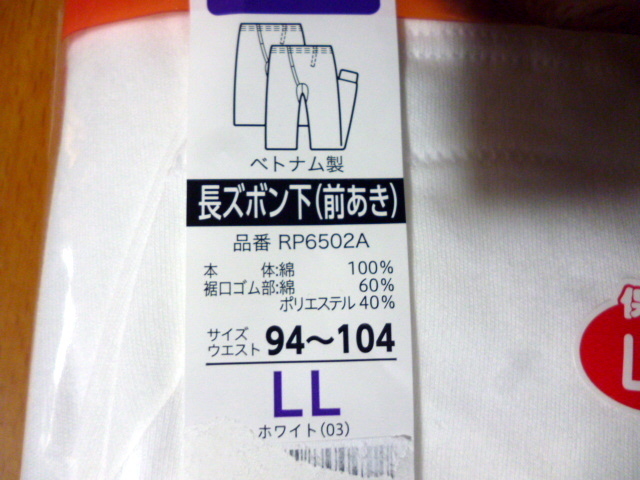 ベトナム製
長ズボン下(前あき)
品番 RP6502A
本 体:綿 100%
裾口ゴム部:綿 60%
ポリエステル 40%
サイズ
ウエスト 94〜104
LL
ホワイト(03)